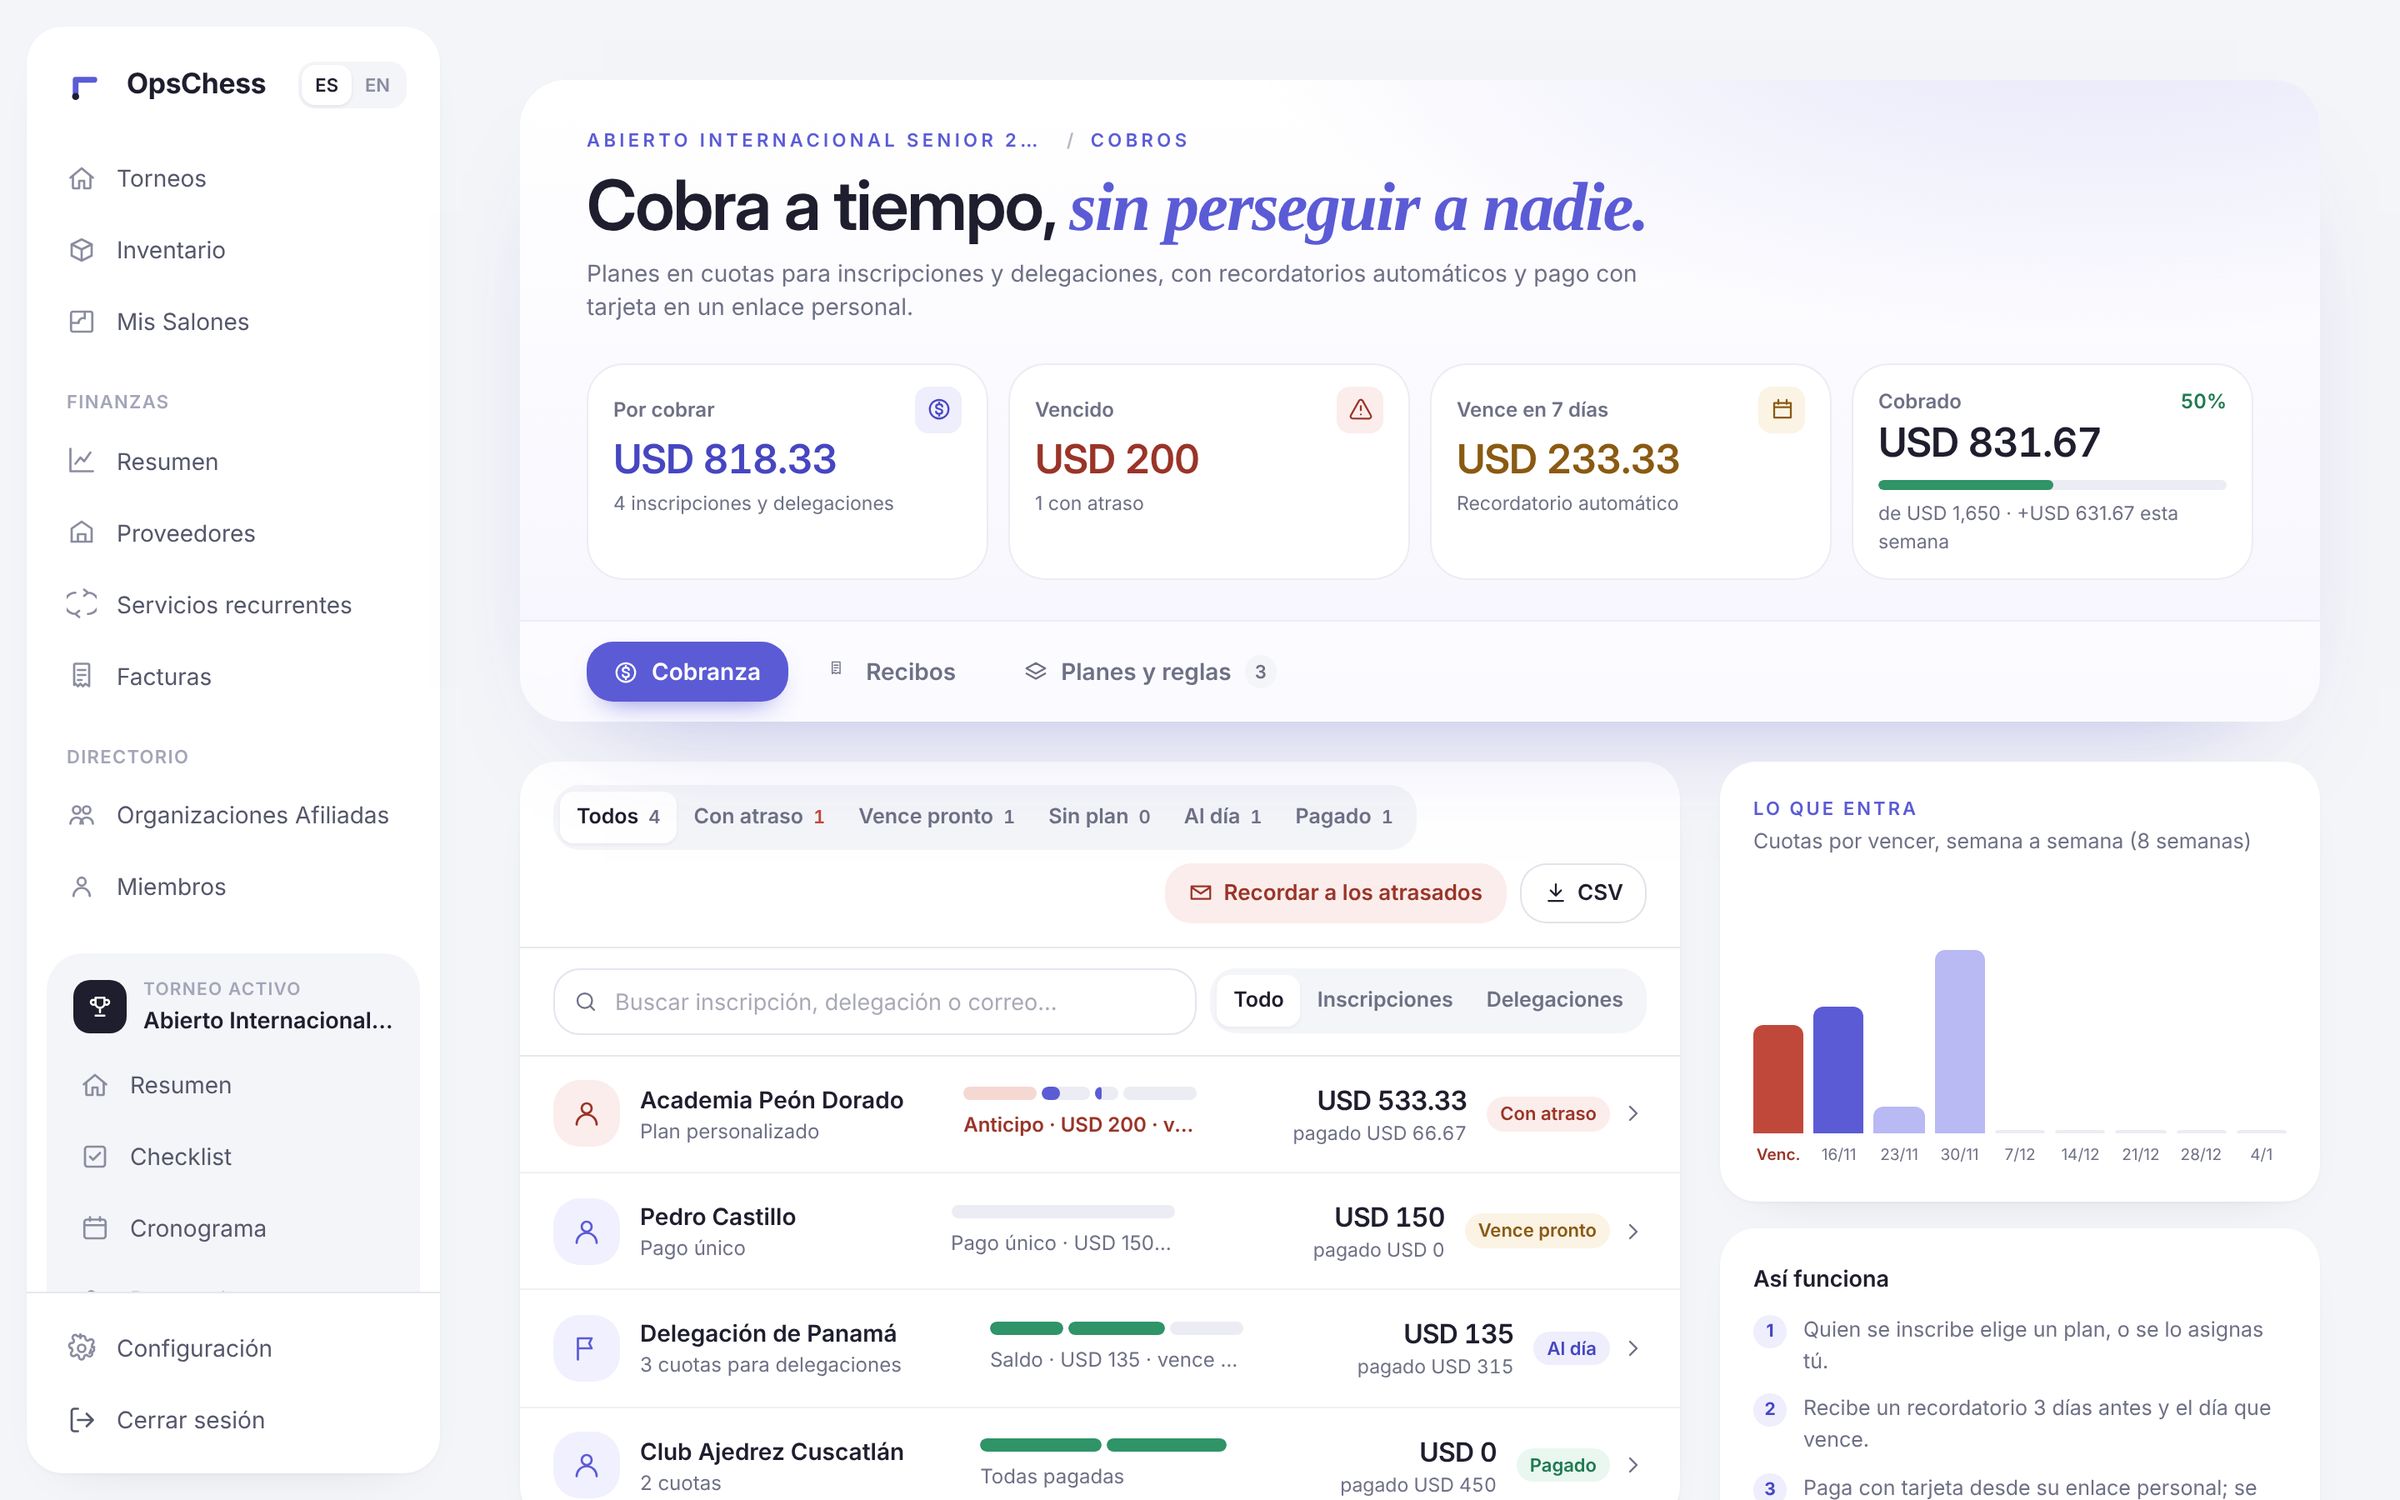 OpsChess
ES EN
Torneos
Inventario
Mis Salones
FINANZAS
Resumen
Proveedores
Servicios recurrentes
Facturas
DIRECTORIO
Organizaciones Afiliadas
Miembros
TORNEO ACTIVO
Abierto Internacional...
Resumen
Checklist
Cronograma
Configuración
Cerrar sesión
ABIERTO INTERNACIONAL SENIOR 2... / COBROS
Cobra a tiempo, sin perseguir a nadie.
Planes en cuotas para inscripciones y delegaciones, con recordatorios automáticos y pago con
tarjeta en un enlace personal.
Por cobrar
USD 818.33
4 inscripciones y delegaciones
Vencido
USD 200
1 con atraso
Vence en 7 días
USD 233.33
Recordatorio automático
Cobrado 50%
USD 831.67
de USD 1,650 · +USD 631.67 esta
semana
Cobranza Recibos Planes y reglas 3
Todos 4 Con atraso 1 Vence pronto 1 Sin plan 0 Al día 1 Pagado 1
Recordar a los atrasados CSV
Buscar inscripción, delegación o correo...
Todo Inscripciones Delegaciones
Academia Peón Dorado
Plan personalizado
Anticipo · USD 200 · v...
USD 533.33
pagado USD 66.67
Con atraso
Pedro Castillo
Pago único
Pago único · USD 150...
USD 150
pagado USD 0
Vence pronto
Delegación de Panamá
3 cuotas para delegaciones
Saldo · USD 135 · vence ...
USD 135
pagado USD 315
Al día
Club Ajedrez Cuscatlán
2 cuotas
Todas pagadas
USD 0
pagado USD 450
Pagado
LO QUE ENTRA
Cuotas por vencer, semana a semana (8 semanas)
Venc. 16/11 23/11 30/11 7/12 14/12 21/12 28/12 4/1
Así funciona
1 Quien se inscribe elige un plan, o se lo asignas
tú.
2 Recibe un recordatorio 3 días antes y el día que
vence.
3 Paga con tarjeta desde su enlace personal; se